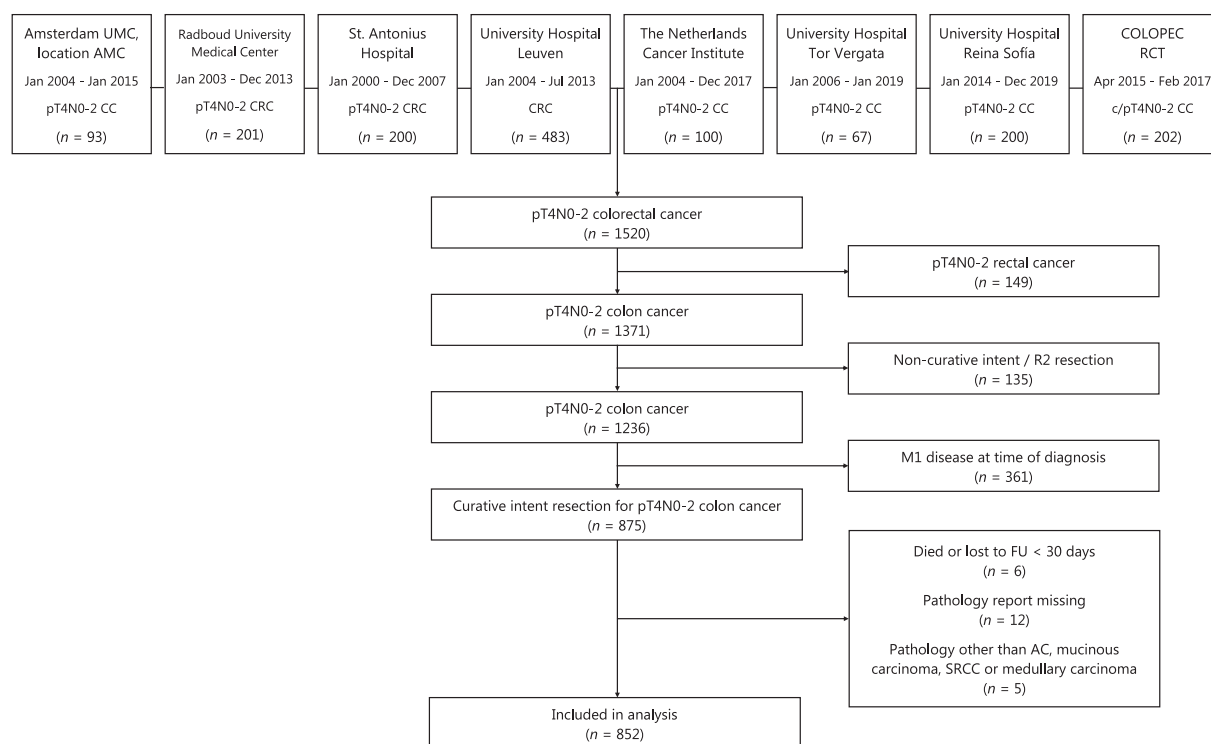 Amsterdam UMC,
location AMC
Jan 2004 - Jan 2015
pT4N0-2 CC
(n = 93)
Radboud University
Medical Center
Jan 2003 - Dec 2013
pT4N0-2 CRC
(n = 201)
St. Antonius
Hospital
Jan 2000 - Dec 2007
pT4N0-2 CRC
(n = 200)
University Hospital
Leuven
Jan 2004 - Jul 2013
CRC
(n = 483)
The Netherlands
Cancer Institute
Jan 2004 - Dec 2017
pT4N0-2 CC
(n = 100)
University Hospital
Tor Vergata
Jan 2006 - Jan 2019
pT4N0-2 CC
(n = 67)
University Hospital
Reina Sofía
Jan 2014 - Dec 2019
pT4N0-2 CC
(n = 200)
COLOPEC
RCT
Apr 2015 - Feb 2017
c/pT4N0-2 CC
(n = 202)
pT4N0-2 colorectal cancer
(n = 1520)
pT4N0-2 rectal cancer
(n = 149)
pT4N0-2 colon cancer
(n = 1371)
Non-curative intent / R2 resection
(n = 135)
pT4N0-2 colon cancer
(n = 1236)
M1 disease at time of diagnosis
(n = 361)
Curative intent resection for pT4N0-2 colon cancer
(n = 875)
Died or lost to FU < 30 days
(n = 6)
Pathology report missing
(n = 12)
Pathology other than AC, mucinous
carcinoma, SRCC or medullary carcinoma
(n = 5)
Included in analysis
(n = 852)